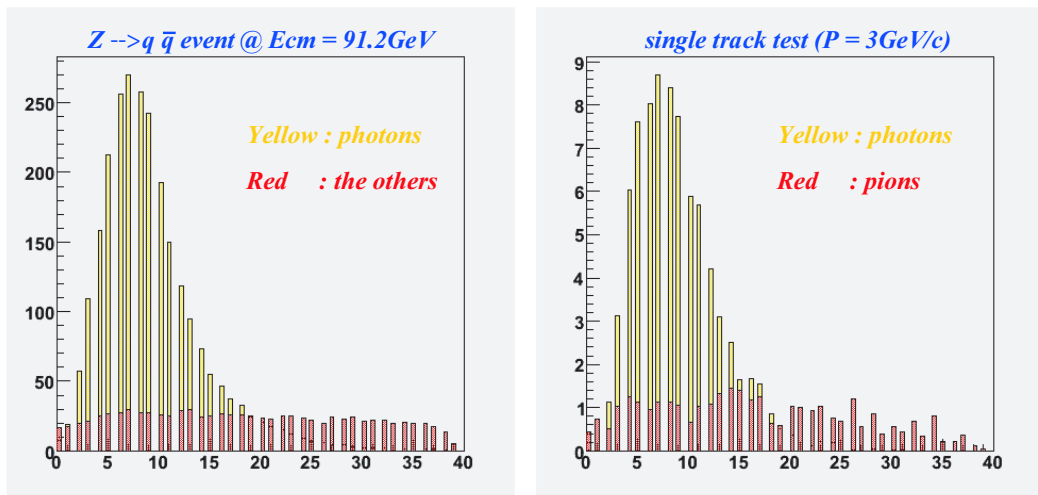 Z -->q q̅ event @ Ecm = 91.2GeV
250
200
150
100
50
0
Yellow : photons
Red : the others
0 5 10 15 20 25 30 35 40
single track test (P = 3GeV/c)
9
8
7
6
5
4
3
2
1
0
Yellow : photons
Red : pions
0 5 10 15 20 25 30 35 40